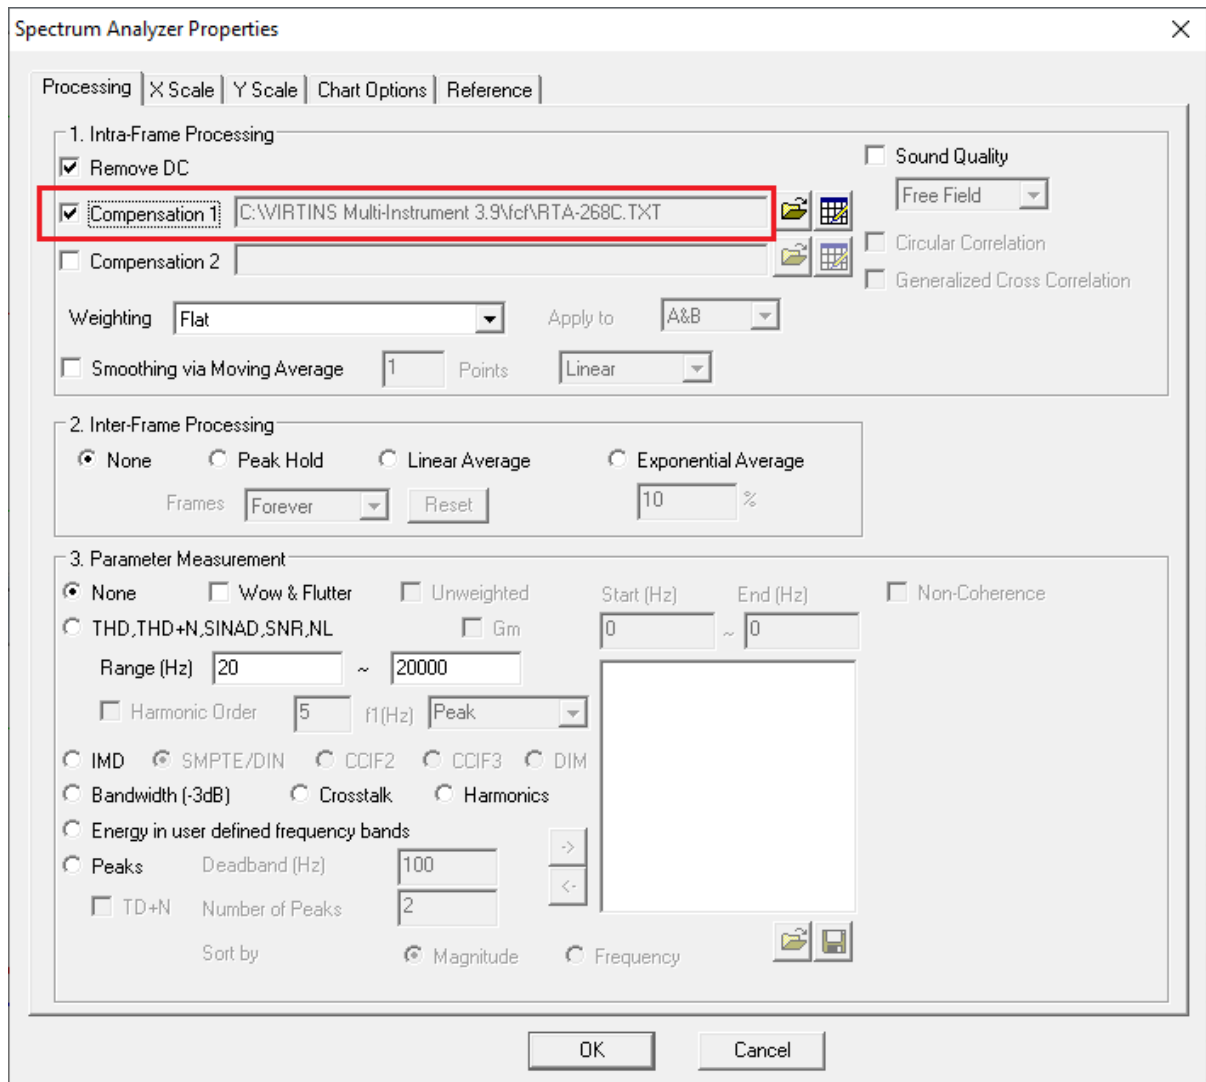 Spectrum Analyzer Properties
Processing X Scale Y Scale Chart Options Reference
1. Intra-Frame Processing
Remove DC
Sound Quality
Compensation 1 C:\VIRTINS Multi-Instrument 3.9\fcf\RTA-268C.TXT
Free Field
Compensation 2
Circular Correlation
Generalized Cross Correlation
Weighting Flat Apply to A&B
Smoothing via Moving Average 1 Points Linear
2. Inter-Frame Processing
None Peak Hold Linear Average Exponential Average
Frames Forever Reset 10 %
3. Parameter Measurement
None Wow & Flutter Unweighted Start (Hz) End (Hz) Non-Coherence
THD,THD+N,SINAD,SNR,NL Gm 0 ~ 0
Range (Hz) 20 ~ 20000
Harmonic Order 5 f1(Hz) Peak
IMD SMPTE/DIN CCIF2 CCIF3 DIM
Bandwidth (-3dB) Crosstalk Harmonics
Energy in user defined frequency bands
->
Peaks Deadband (Hz) 100
<-
TD+N Number of Peaks 2
Sort by Magnitude Frequency
OK Cancel